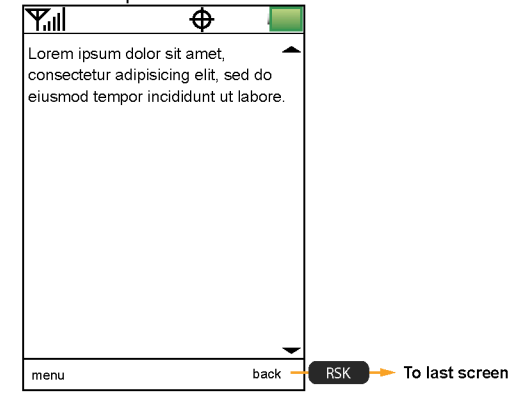 Lorem ipsum dolor sit amet,
consectetur adipisicing elit, sed do
eiusmod tempor incididunt ut labore.
menu
back
RSK
To last screen